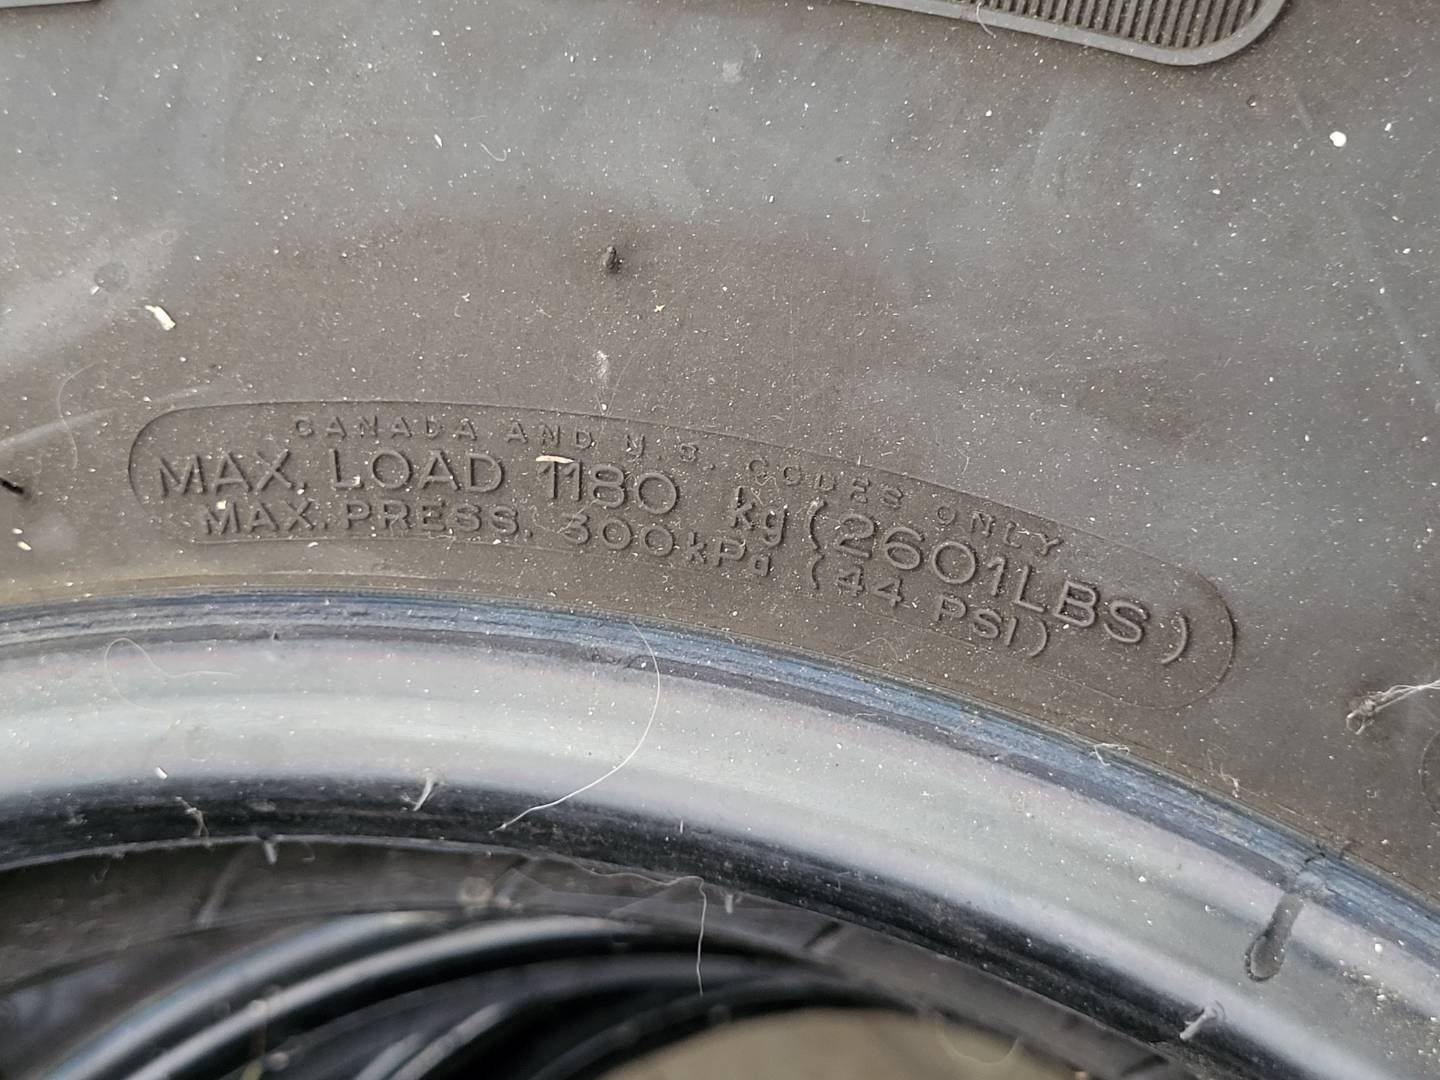 CANADA AND U.S. CODES ONLY
MAX. LOAD 1180 kg (2601LBS)
MAX. PRESS. 300kPa (44 PSI)